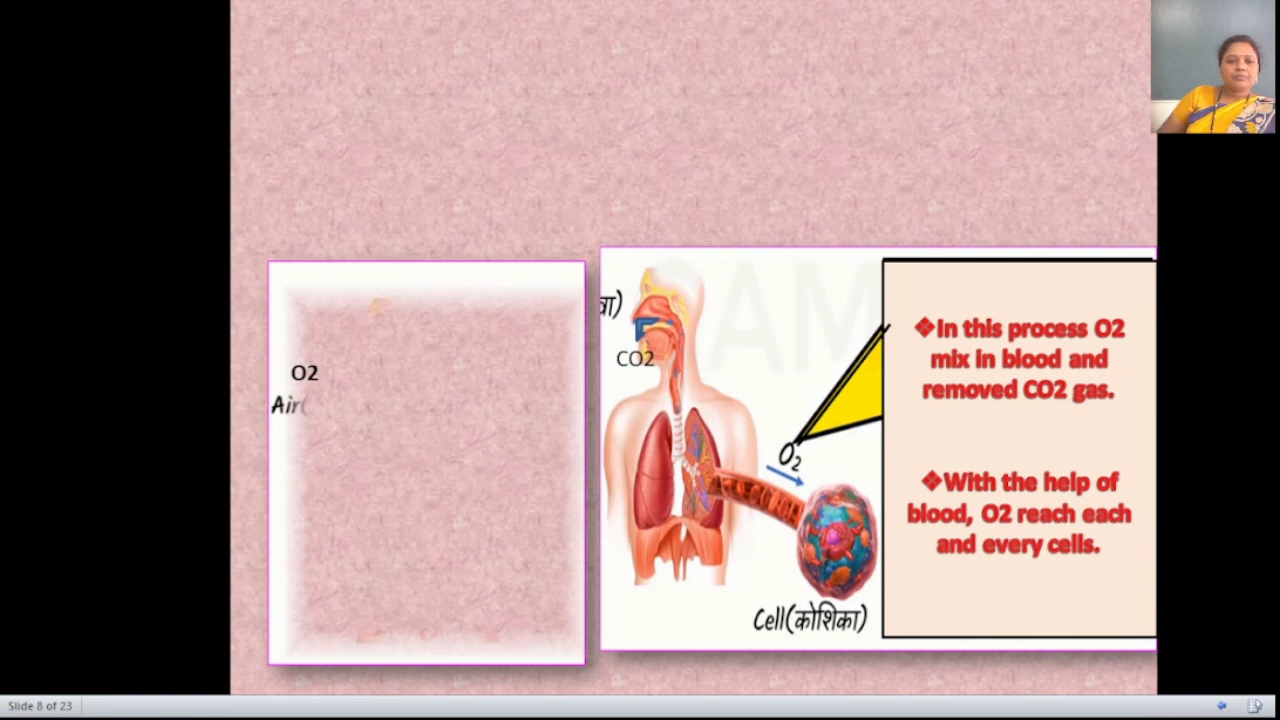 O2
Air(
वा)
CO2
O2
Cell(कोशिका)
❖In this process O2
mix in blood and
removed CO2 gas.
❖With the help of
blood, O2 reach each
and every cells.
Slide 8 of 23